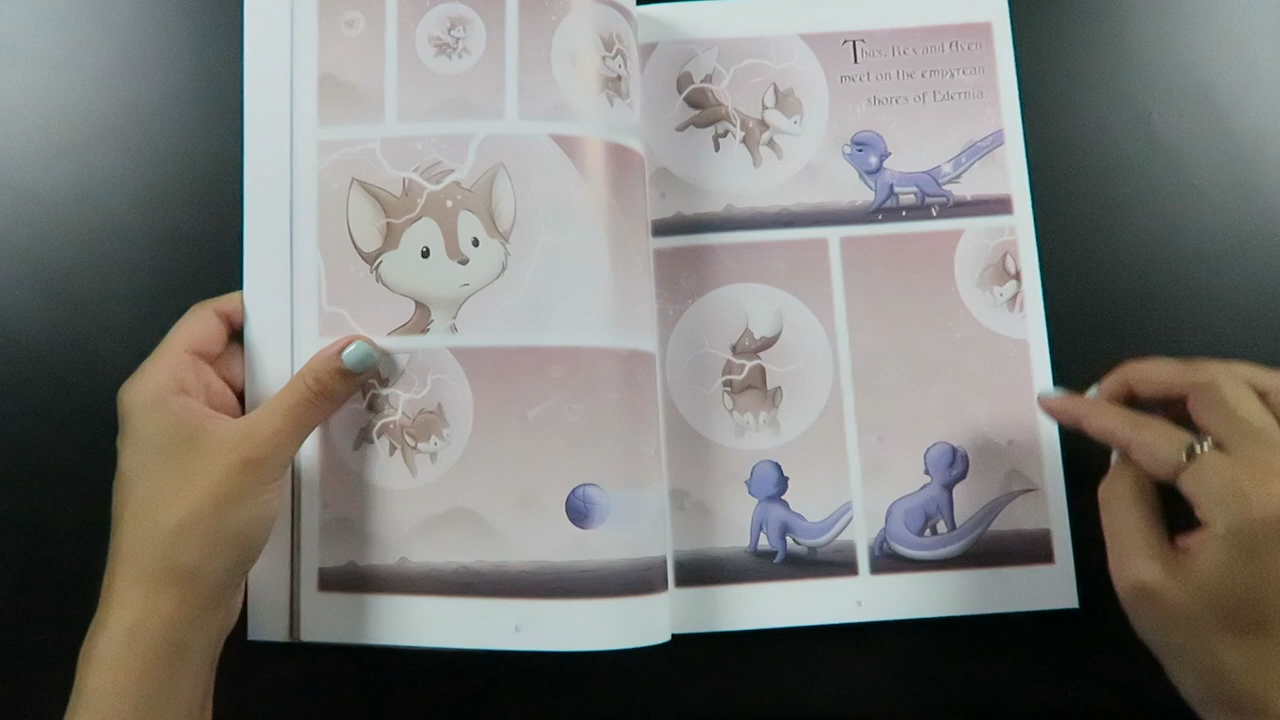 Thus, Rex and Aven
meet on the empyrean
shores of Edernia.